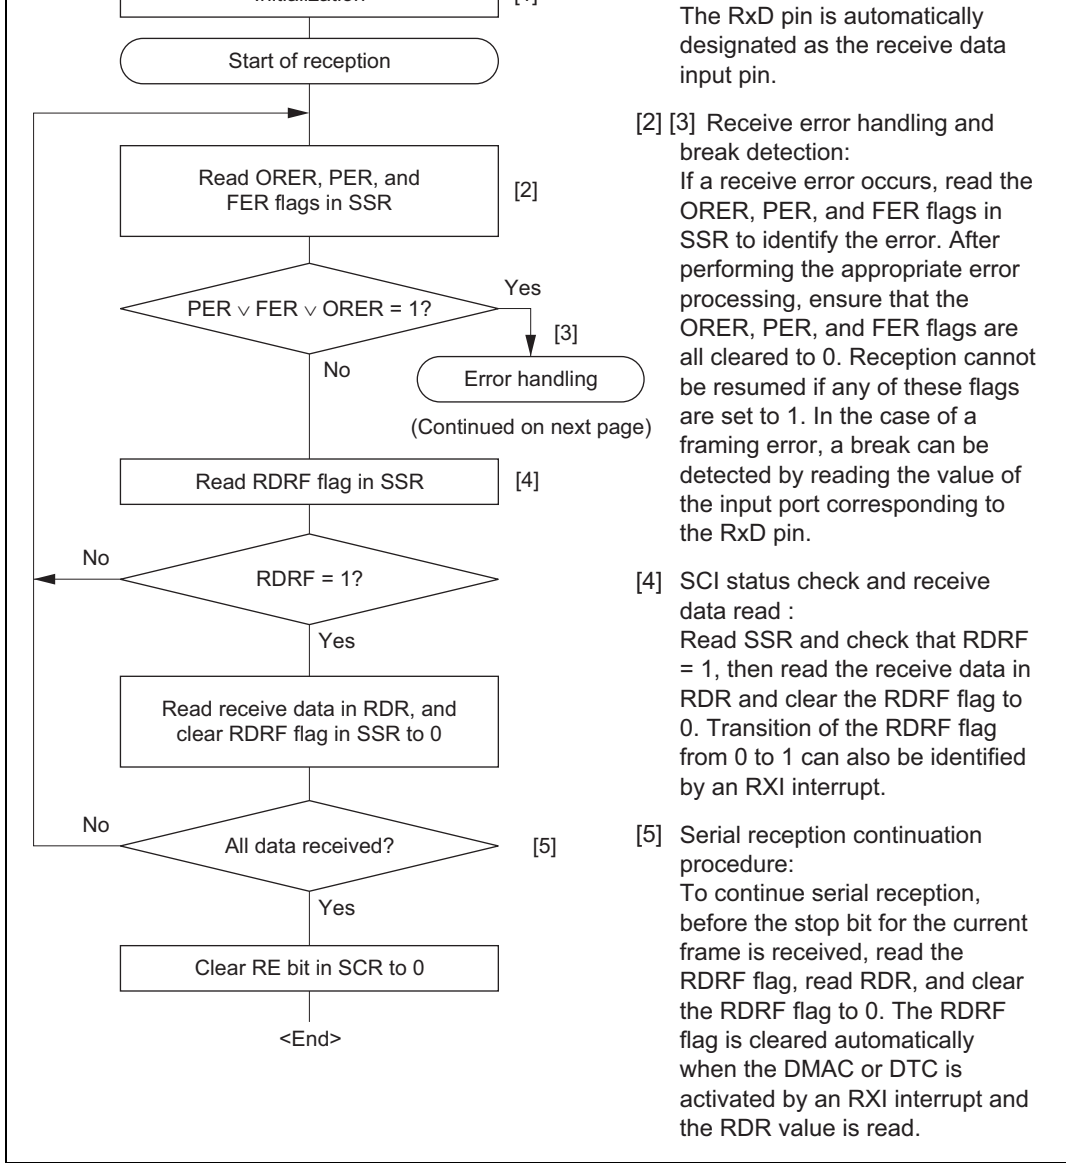 Initialization
[1]
Start of reception
Read ORER, PER, and
FER flags in SSR
[2]
PER ∨ FER ∨ ORER = 1?
Yes
[3]
No
Error handling
(Continued on next page)
Read RDRF flag in SSR
[4]
No
RDRF = 1?
Yes
Read receive data in RDR, and
clear RDRF flag in SSR to 0
No
All data received?
[5]
Yes
Clear RE bit in SCR to 0
<End>
The RxD pin is automatically
designated as the receive data
input pin.
[2] [3] Receive error handling and
break detection:
If a receive error occurs, read the
ORER, PER, and FER flags in
SSR to identify the error. After
performing the appropriate error
processing, ensure that the
ORER, PER, and FER flags are
all cleared to 0. Reception cannot
be resumed if any of these flags
are set to 1. In the case of a
framing error, a break can be
detected by reading the value of
the input port corresponding to
the RxD pin.
[4] SCI status check and receive
data read :
Read SSR and check that RDRF
= 1, then read the receive data in
RDR and clear the RDRF flag to
0. Transition of the RDRF flag
from 0 to 1 can also be identified
by an RXI interrupt.
[5] Serial reception continuation
procedure:
To continue serial reception,
before the stop bit for the current
frame is received, read the
RDRF flag, read RDR, and clear
the RDRF flag to 0. The RDRF
flag is cleared automatically
when the DMAC or DTC is
activated by an RXI interrupt and
the RDR value is read.